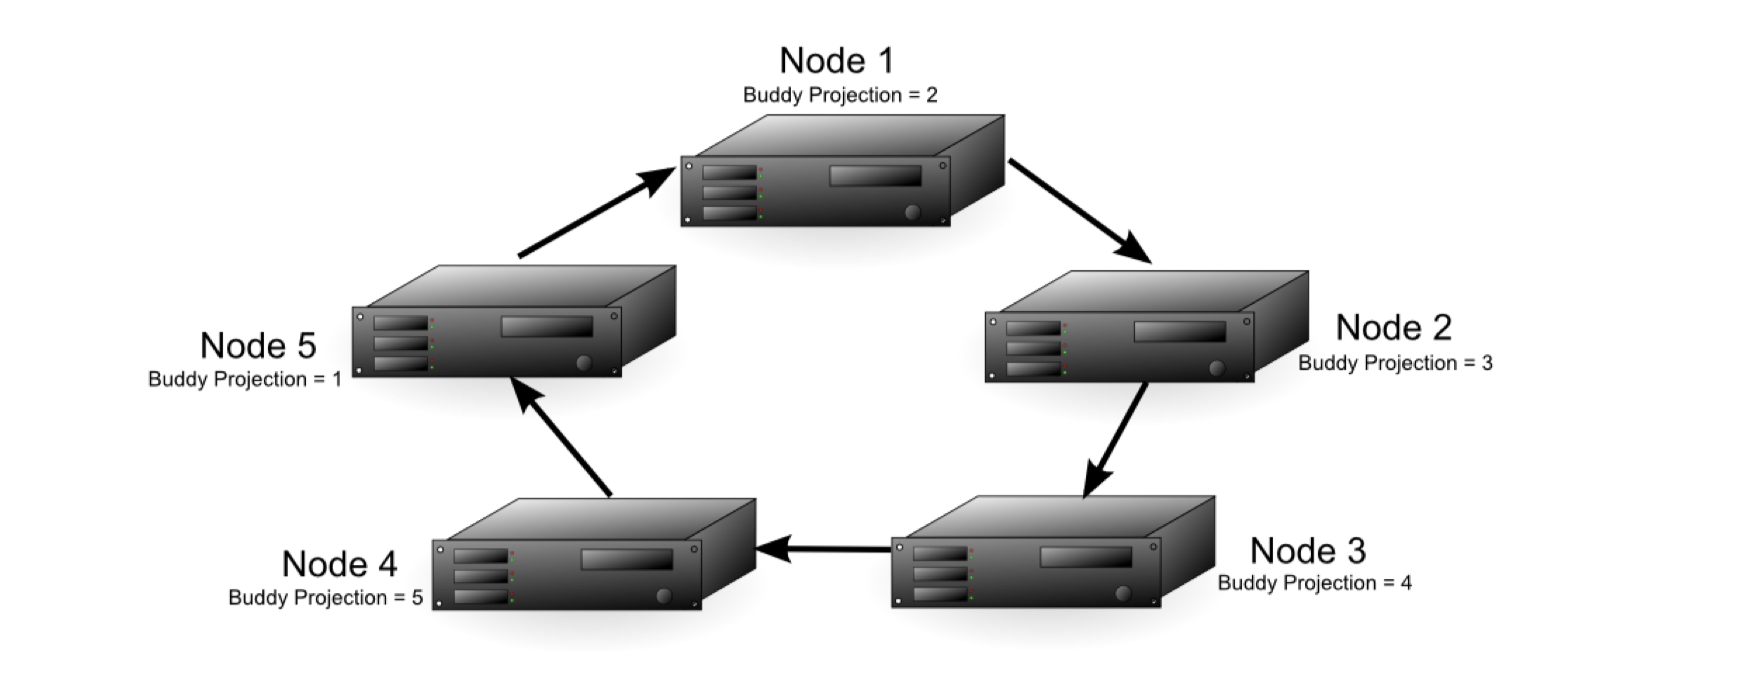 Node 1
Buddy Projection = 2
Node 2
Buddy Projection = 3
Node 5
Buddy Projection = 1
Node 3
Buddy Projection = 4
Node 4
Buddy Projection = 5